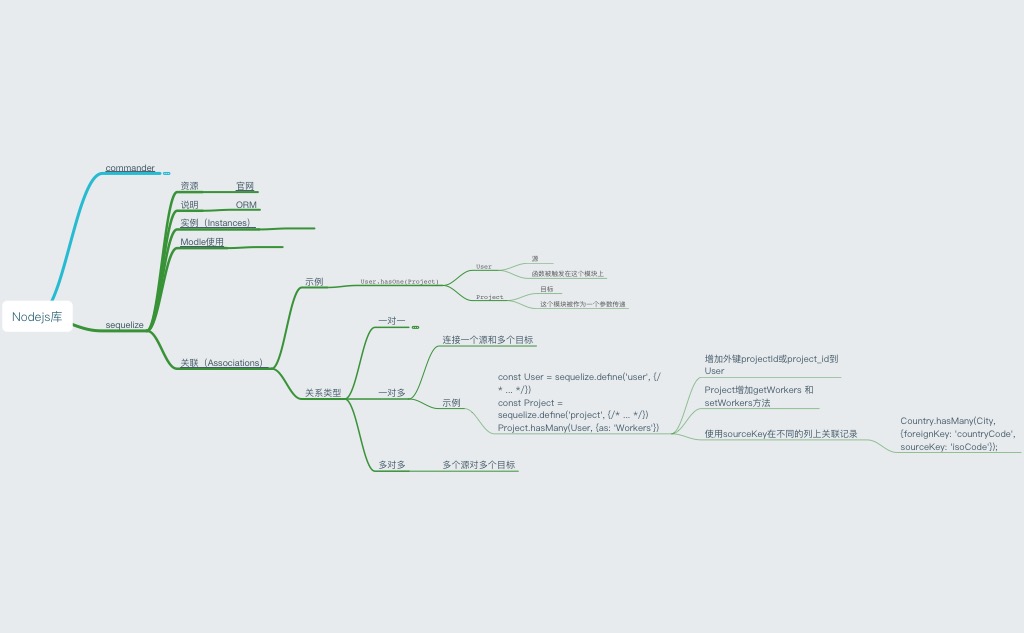 Nodejs库
commander
sequelize
资源
官网
说明
ORM
实例（Instances）
Modle使用
关联（Associations）
示例
User.hasOne(Project)
User
源
函数被触发在这个模块上
Project
目标
这个模块被作为一个参数传递
关系类型
一对一
一对多
连接一个源和多个目标
示例
const User = sequelize.define('user', {/
* ... */})
const Project =
sequelize.define('project', {/* ... */})
Project.hasMany(User, {as: 'Workers'})
增加外键projectId或project_id到
User
Project增加getWorkers 和
setWorkers方法
使用sourceKey在不同的列上关联记录
Country.hasMany(City,
{foreignKey: 'countryCode',
sourceKey: 'isoCode'});
多对多
多个源对多个目标